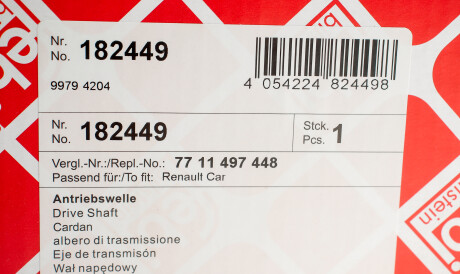 Nr.
No. 182449
9979 4204
4 054224 824498
Nr.
No. 182449
Stck.
Pcs. 1
Vergl.-Nr.:/Repl.-No.: 77 11 497 448
Passend für:/To fit: Renault Car
Antriebswelle
Drive Shaft
Cardan
albero di trasmissione
Eje de transmisón
Wał napędowy